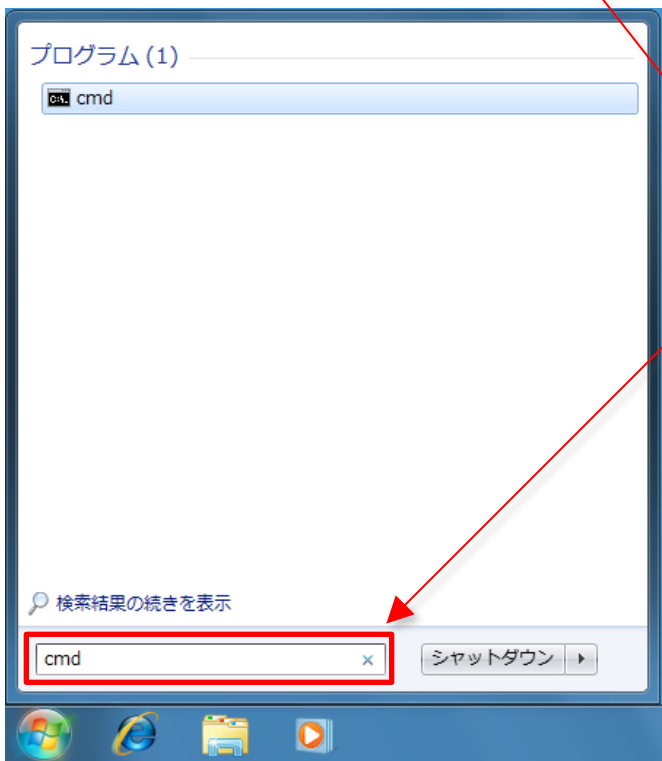 プログラム (1)
cmd
検索結果の続きを表示
cmd
シャットダウン